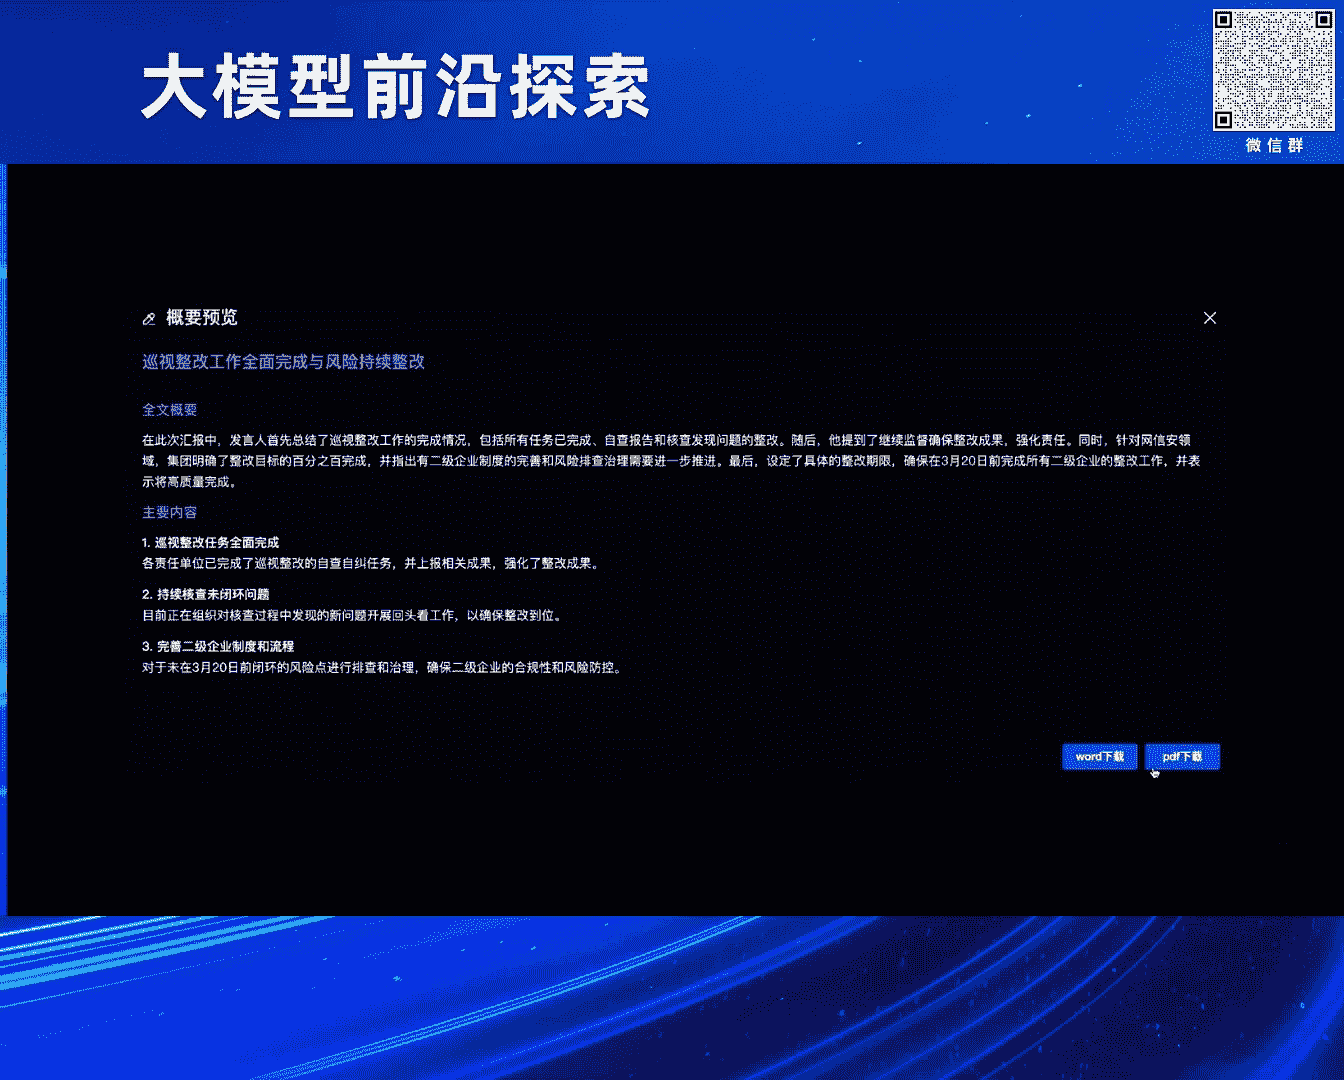 大模型前沿探索
微信群
概要预览
巡视整改工作全面完成与风险持续整改
全文概要
在此次汇报中，发言人首先总结了巡视整改工作的完成情况，包括所有任务已完成、自查报告和核查发现问题的整改。随后，他提到了继续监督确保整改成果，强化责任。同时，针对网信安领
域，集团明确了整改目标的百分之百完成，并指出有二级企业制度的完善和风险排查治理需要进一步推进。最后，设定了具体的整改期限，确保在3月20日前完成所有二级企业的整改工作，并表
示将高质量完成。
主要内容
1. 巡视整改任务全面完成
各责任单位已完成了巡视整改的自查自纠任务，并上报相关成果，强化了整改成果。
2. 持续核查未闭环问题
目前正在组织对核查过程中发现的新问题开展回头看工作，以确保整改到位。
3. 完善二级企业制度和流程
对于未在3月20日前闭环的风险点进行排查和治理，确保二级企业的合规性和风险防控。
word下载
pdf下载